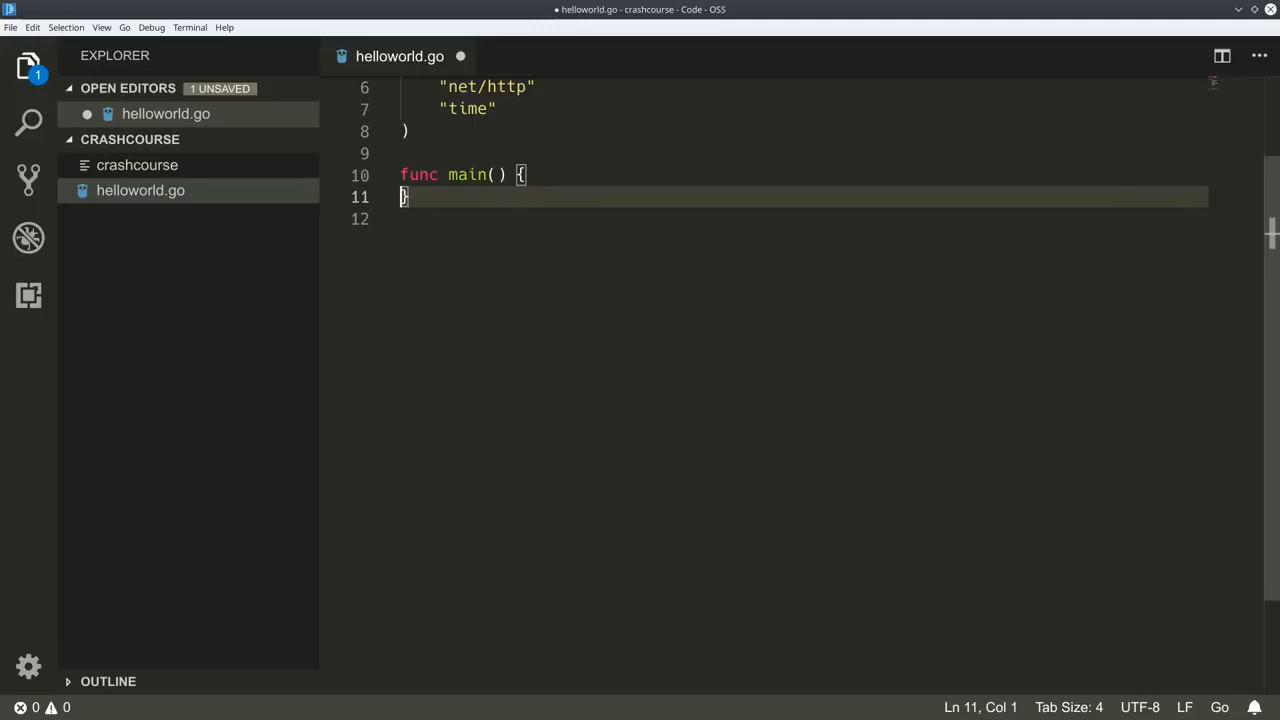 ● helloworld.go - crashcourse - Code - OSS
File Edit Selection View Go Debug Terminal Help
EXPLORER
OPEN EDITORS 1 UNSAVED
helloworld.go
CRASHCOURSE
crashcourse
helloworld.go
OUTLINE
1
helloworld.go
6 "net/http"
7 "time"
8 )
9
10 func main() {
11 }
12
0 0
Ln 11, Col 1 Tab Size: 4 UTF-8 LF Go